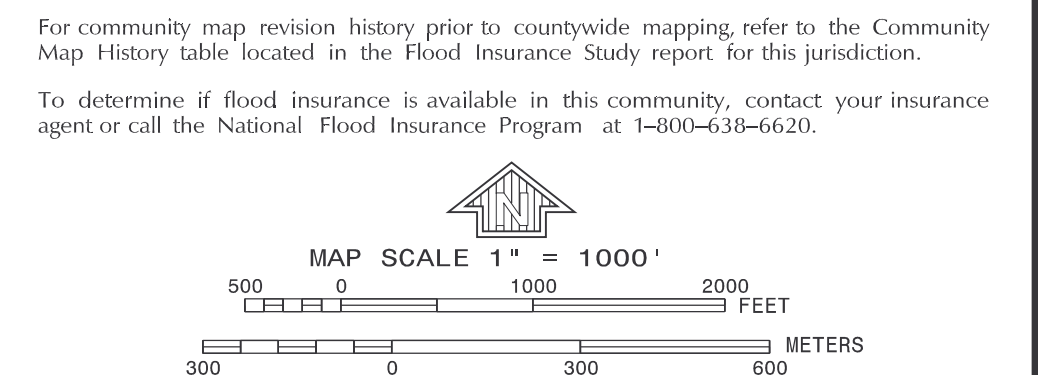 For community map revision history prior to countywide mapping, refer to the Community
Map History table located in the Flood Insurance Study report for this jurisdiction.
To determine if flood insurance is available in this community, contact your insurance
agent or call the National Flood Insurance Program at 1–800–638–6620.
N
MAP SCALE 1" = 1000'
500 0 1000 2000
FEET
METERS
300 0 300 600